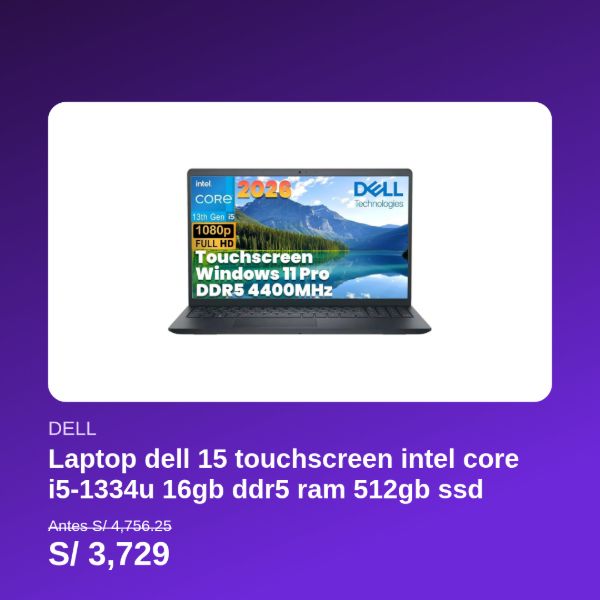 intel.
CORE
13th Gen i5
1080p
FULL HD
2026
DELL
Technologies
Touchscreen
Windows 11 Pro
DDR5 4400MHz
DELL
Laptop dell 15 touchscreen intel core
i5-1334u 16gb ddr5 ram 512gb ssd
Antes S/ 4,756.25
S/ 3,729